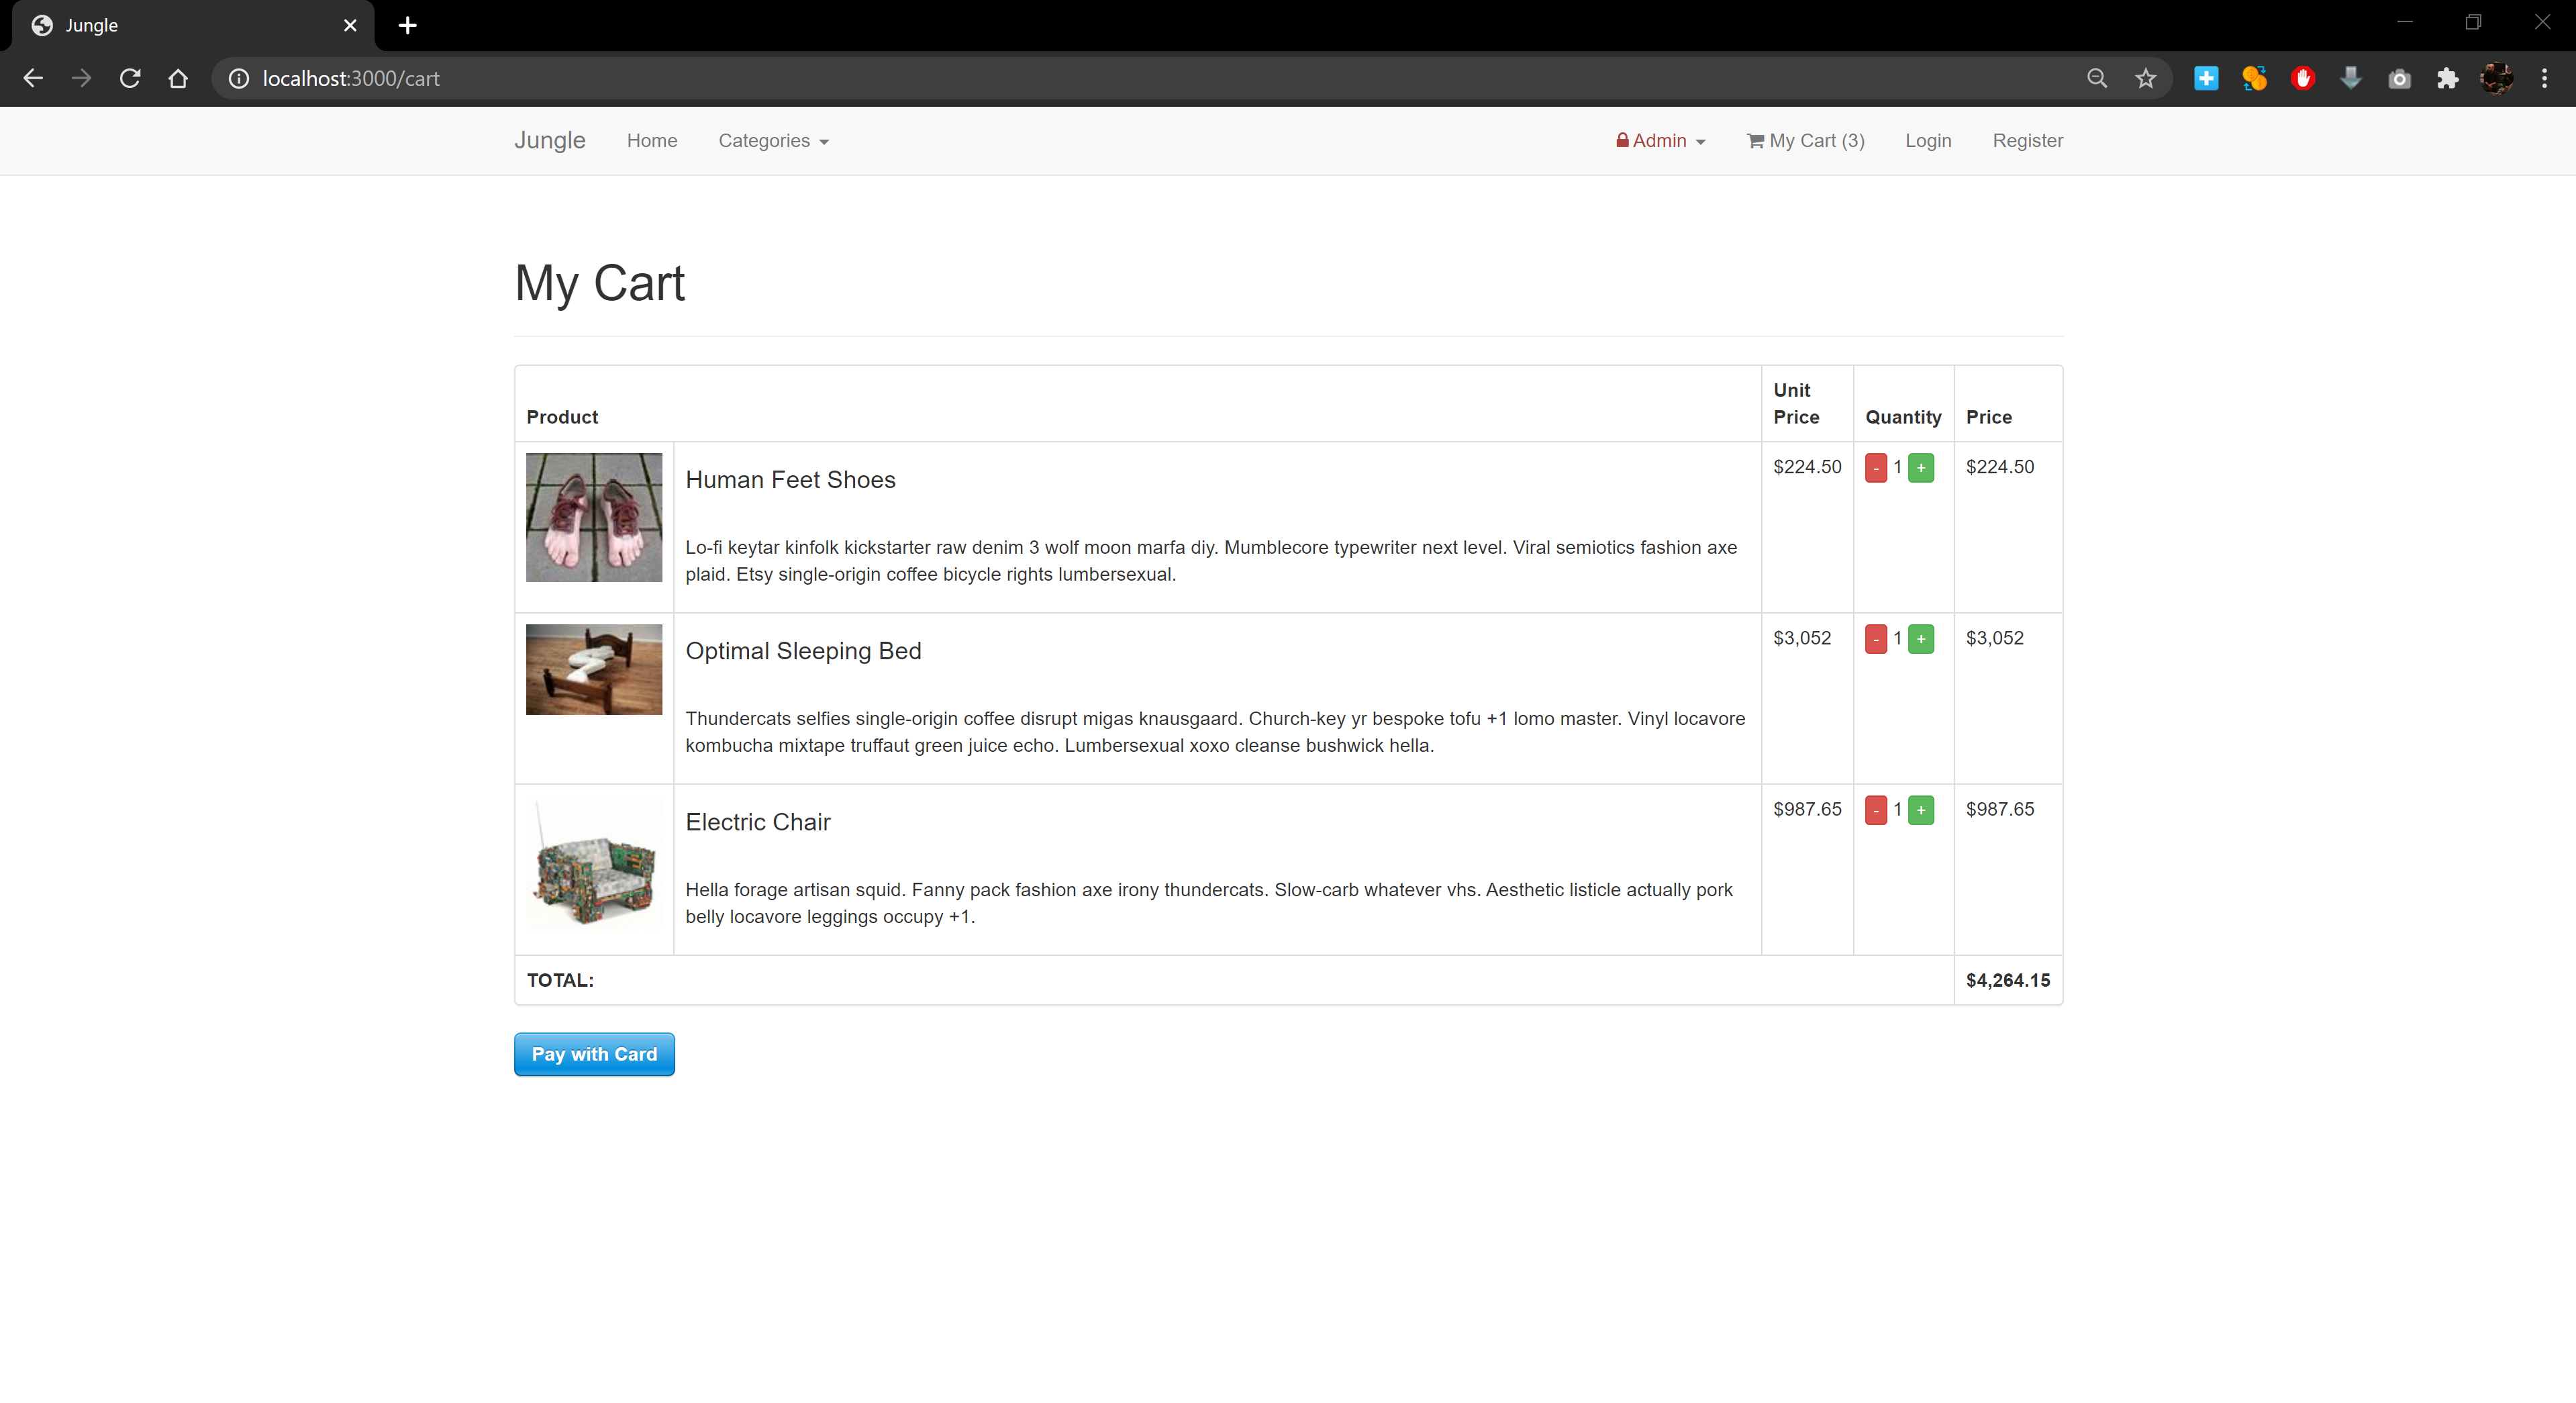 Jungle
localhost:3000/cart
Jungle Home Categories Admin My Cart (3) Login Register
My Cart
Product Unit Price Quantity Price
Human Feet Shoes $224.50 - 1 + $224.50
Lo-fi keytar kinfolk kickstarter raw denim 3 wolf moon marfa diy. Mumblecore typewriter next level. Viral semiotics fashion axe
plaid. Etsy single-origin coffee bicycle rights lumbersexual.
Optimal Sleeping Bed $3,052 - 1 + $3,052
Thundercats selfies single-origin coffee disrupt migas knausgaard. Church-key yr bespoke tofu +1 lomo master. Vinyl locavore
kombucha mixtape truffaut green juice echo. Lumbersexual xoxo cleanse bushwick hella.
Electric Chair $987.65 - 1 + $987.65
Hella forage artisan squid. Fanny pack fashion axe irony thundercats. Slow-carb whatever vhs. Aesthetic listicle actually pork
belly locavore leggings occupy +1.
TOTAL: $4,264.15
Pay with Card